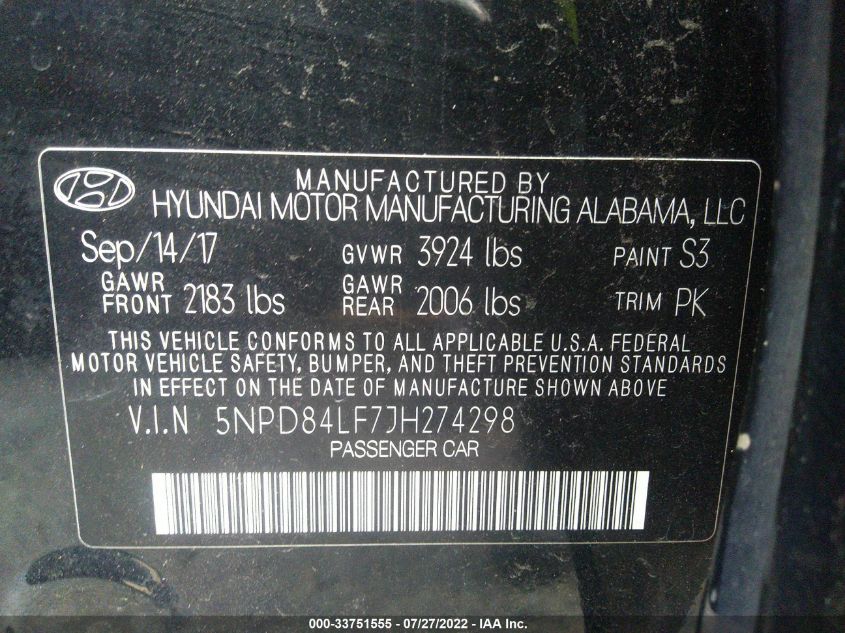 MANUFACTURED BY
HYUNDAI MOTOR MANUFACTURING ALABAMA, LLC
Sep/14/17 GVWR 3924 lbs PAINT S3
GAWR FRONT 2183 lbs GAWR REAR 2006 lbs TRIM PK
THIS VEHICLE CONFORMS TO ALL APPLICABLE U.S.A. FEDERAL
MOTOR VEHICLE SAFETY, BUMPER, AND THEFT PREVENTION STANDARDS
IN EFFECT ON THE DATE OF MANUFACTURE SHOWN ABOVE
V.I.N 5NPD84LF7JH274298
PASSENGER CAR
000-33751555 - 07/27/2022 - IAA Inc.